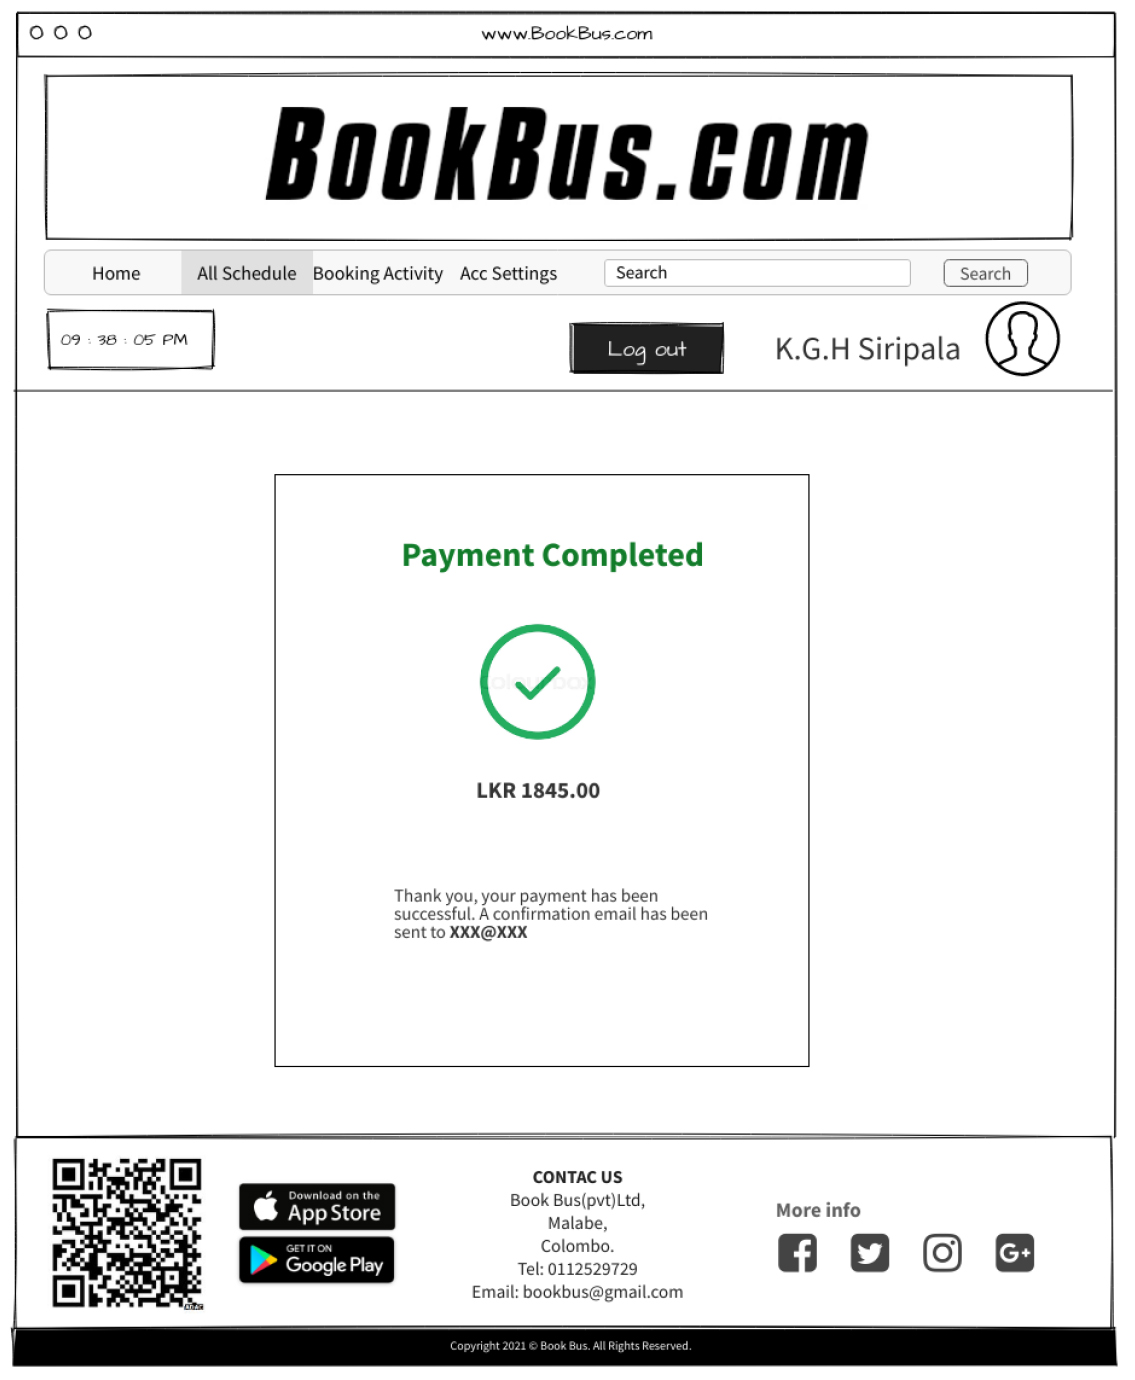 www.BookBus.com
BookBus.com
Home All Schedule Booking Activity Acc Settings Search Search
09 : 38 : 05 PM
Log out
K.G.H Siripala
Payment Completed
LKR 1845.00
Thank you, your payment has been
successful. A confirmation email has been
sent to XXX@XXX
Download on the
App Store
GET IT ON
Google Play
CONTAC US
Book Bus(pvt)Ltd,
Malabe,
Colombo.
Tel: 0112529729
Email: bookbus@gmail.com
More info
Copyright 2021 © Book Bus. All Rights Reserved.